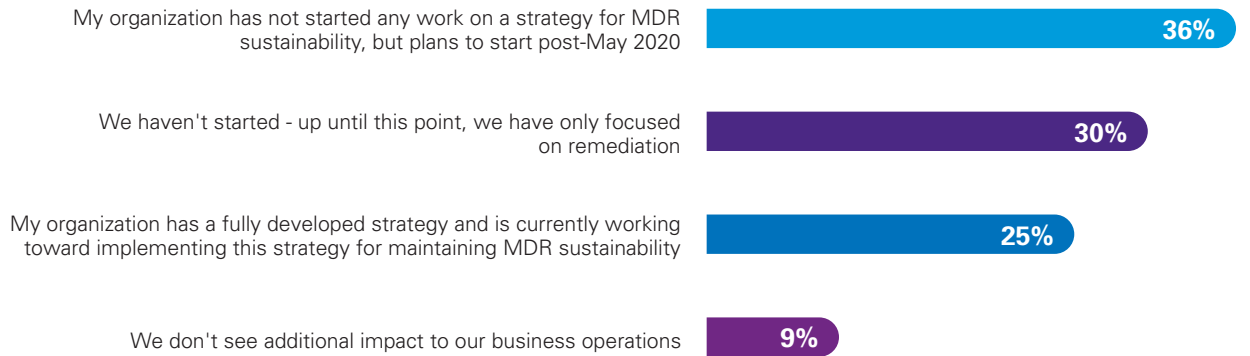 My organization has not started any work on a strategy for MDR
sustainability, but plans to start post-May 2020
36%
We haven't started - up until this point, we have only focused
on remediation
30%
My organization has a fully developed strategy and is currently working
toward implementing this strategy for maintaining MDR sustainability
25%
We don't see additional impact to our business operations
9%